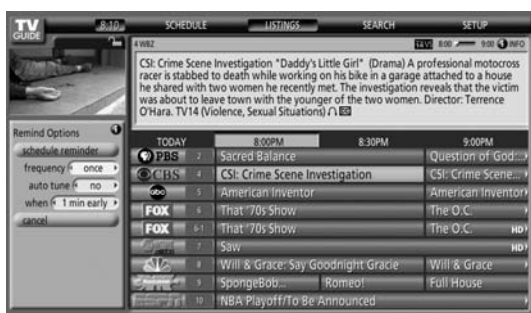 TV GUIDE
8:10
SCHEDULE LISTINGS SEARCH SETUP
4 WBZ
8:00 9:00 INFO
CSI: Crime Scene Investigation "Daddy's Little Girl" (Drama) A professional motocross
racer is stabbed to death while working on his bike in a garage attached to a house
he shared with two women he recently met. The investigation reveals that the victim
was about to leave town with the younger of the two women. Director: Terrence
O'Hara. TV14 (Violence, Sexual Situations)
Remind Options
schedule reminder
frequency once
auto tune no
when 1 min early
cancel
TODAY 8:00PM 8:30PM 9:00PM
PBS 2 Sacred Balance Question of God:...
CBS 4 CSI: Crime Scene Investigation CSI: Crime Scene...
abc 5 American Inventor American Inventor
FOX 6 That '70s Show The O.C.
FOX 6-1 That '70s Show The O.C. HD
7 Saw HD
8 Will & Grace: Say Goodnight Gracie Will & Grace
9 SpongeBob... Romeo! Full House
10 NBA Playoff/To Be Announced